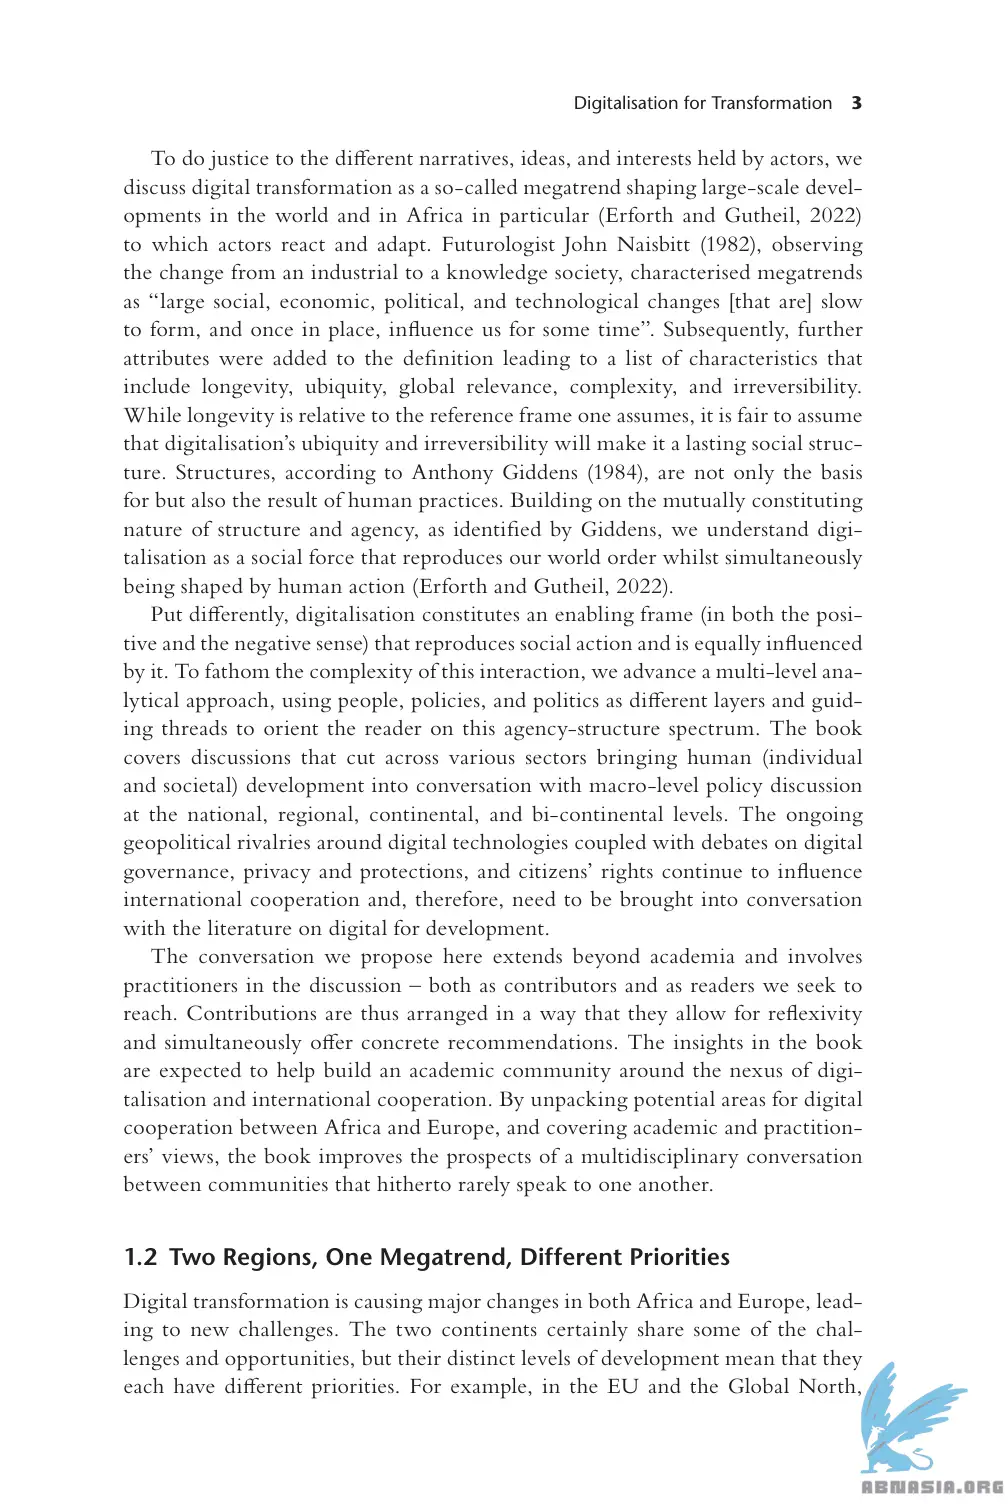 Digitalisation for Transformation 3
To do justice to the different narratives, ideas, and interests held by actors, we
discuss digital transformation as a so-called megatrend shaping large-scale devel-
opments in the world and in Africa in particular (Erforth and Gutheil, 2022)
to which actors react and adapt. Futurologist John Naisbitt (1982), observing
the change from an industrial to a knowledge society, characterised megatrends
as “large social, economic, political, and technological changes [that are] slow
to form, and once in place, influence us for some time”. Subsequently, further
attributes were added to the definition leading to a list of characteristics that
include longevity, ubiquity, global relevance, complexity, and irreversibility.
While longevity is relative to the reference frame one assumes, it is fair to assume
that digitalisation’s ubiquity and irreversibility will make it a lasting social struc-
ture. Structures, according to Anthony Giddens (1984), are not only the basis
for but also the result of human practices. Building on the mutually constituting
nature of structure and agency, as identified by Giddens, we understand digi-
talisation as a social force that reproduces our world order whilst simultaneously
being shaped by human action (Erforth and Gutheil, 2022).
Put differently, digitalisation constitutes an enabling frame (in both the posi-
tive and the negative sense) that reproduces social action and is equally influenced
by it. To fathom the complexity of this interaction, we advance a multi-level ana-
lytical approach, using people, policies, and politics as different layers and guid-
ing threads to orient the reader on this agency-structure spectrum. The book
covers discussions that cut across various sectors bringing human (individual
and societal) development into conversation with macro-level policy discussion
at the national, regional, continental, and bi-continental levels. The ongoing
geopolitical rivalries around digital technologies coupled with debates on digital
governance, privacy and protections, and citizens’ rights continue to influence
international cooperation and, therefore, need to be brought into conversation
with the literature on digital for development.
The conversation we propose here extends beyond academia and involves
practitioners in the discussion – both as contributors and as readers we seek to
reach. Contributions are thus arranged in a way that they allow for reflexivity
and simultaneously offer concrete recommendations. The insights in the book
are expected to help build an academic community around the nexus of digi-
talisation and international cooperation. By unpacking potential areas for digital
cooperation between Africa and Europe, and covering academic and practition-
ers’ views, the book improves the prospects of a multidisciplinary conversation
between communities that hitherto rarely speak to one another.
1.2 Two Regions, One Megatrend, Different Priorities
Digital transformation is causing major changes in both Africa and Europe, lead-
ing to new challenges. The two continents certainly share some of the chal-
lenges and opportunities, but their distinct levels of development mean that they
each have different priorities. For example, in the EU and the Global North,
ABNASIA.ORG